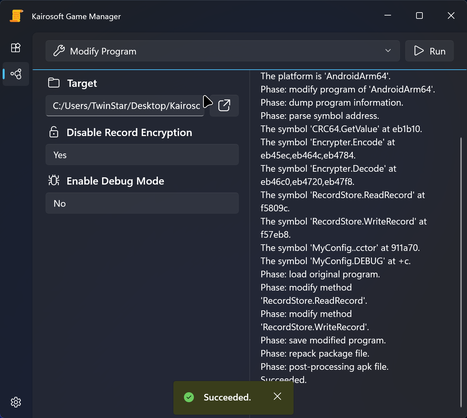 Kairosoft Game Manager
Modify Program
Run
Target
C:/Users/TwinStar/Desktop/Kairosc
Disable Record Encryption
Yes
Enable Debug Mode
No
The platform is 'AndroidArm64'.
Phase: modify program of 'AndroidArm64'.
Phase: dump program information.
Phase: parse symbol address.
The symbol 'CRC64.GetValue' at eb1b10.
The symbol 'Encrypter.Encode' at
eb45ec,eb464c,eb4784.
The symbol 'Encrypter.Decode' at
eb46c0,eb4720,eb47f8.
The symbol 'RecordStore.ReadRecord' at
f5809c.
The symbol 'RecordStore.WriteRecord' at
f57eb8.
The symbol 'MyConfig..cctor' at 911a70.
The symbol 'MyConfig.DEBUG' at +c.
Phase: load original program.
Phase: modify method
'RecordStore.ReadRecord'.
Phase: modify method
'RecordStore.WriteRecord'.
Phase: save modified program.
Phase: repack package file.
Phase: post-processing apk file.
Succeeded.
Succeeded.